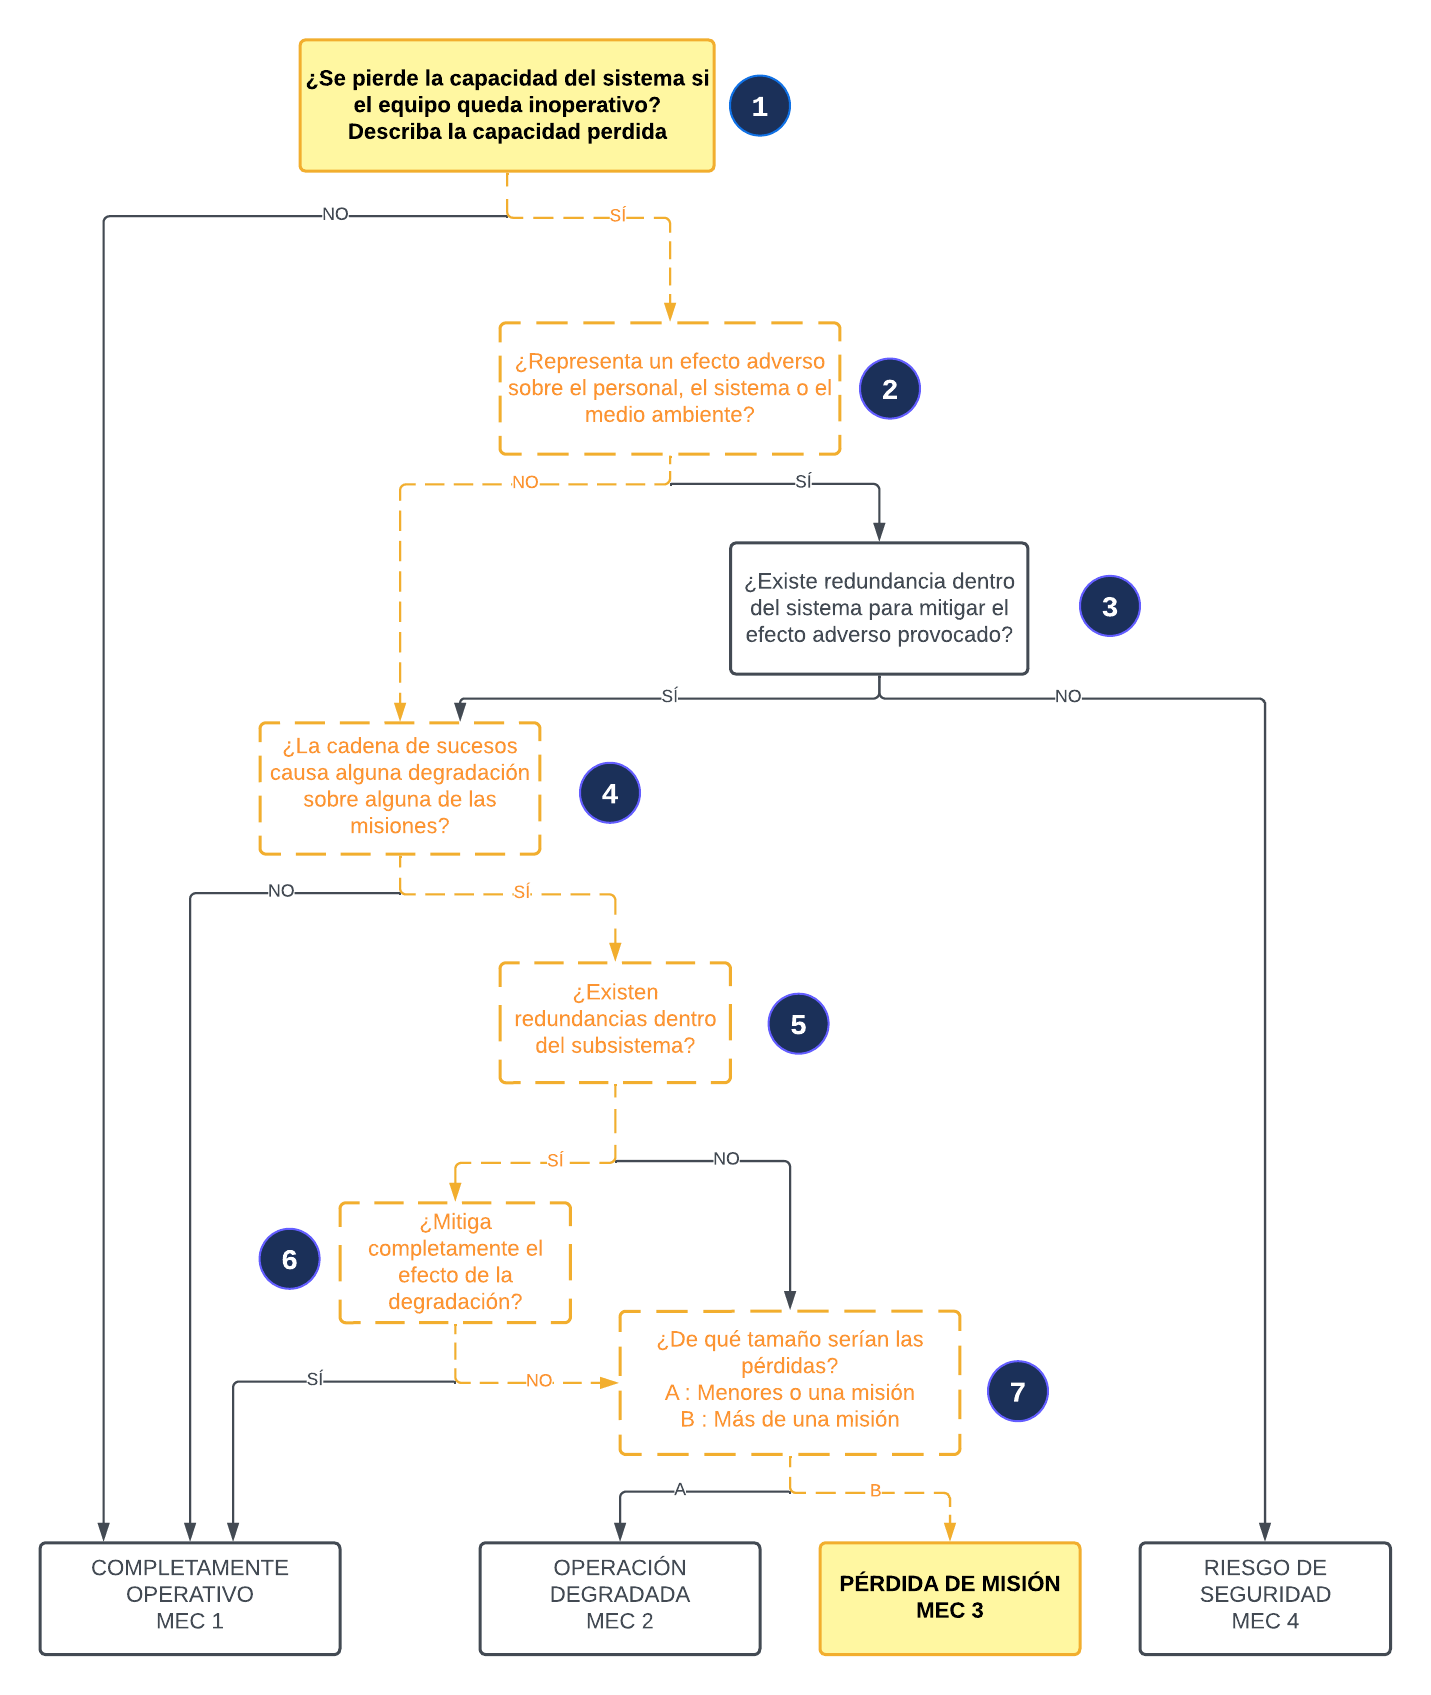 ¿Se pierde la capacidad del sistema si
el equipo queda inoperativo?
Describa la capacidad perdida
1
NO
SÍ
¿Representa un efecto adverso
sobre el personal, el sistema o el
medio ambiente?
2
NO
SÍ
¿Existe redundancia dentro
del sistema para mitigar el
efecto adverso provocado?
3
SÍ
NO
¿La cadena de sucesos
causa alguna degradación
sobre alguna de las
misiones?
4
NO
SÍ
¿Existen
redundancias dentro
del subsistema?
5
SÍ
NO
¿Mitiga
completamente el
efecto de la
degradación?
6
SÍ
NO
¿De qué tamaño serían las
pérdidas?
A : Menores o una misión
B : Más de una misión
7
A
B
COMPLETAMENTE
OPERATIVO
MEC 1
OPERACIÓN
DEGRADADA
MEC 2
PÉRDIDA DE MISIÓN
MEC 3
RIESGO DE
SEGURIDAD
MEC 4